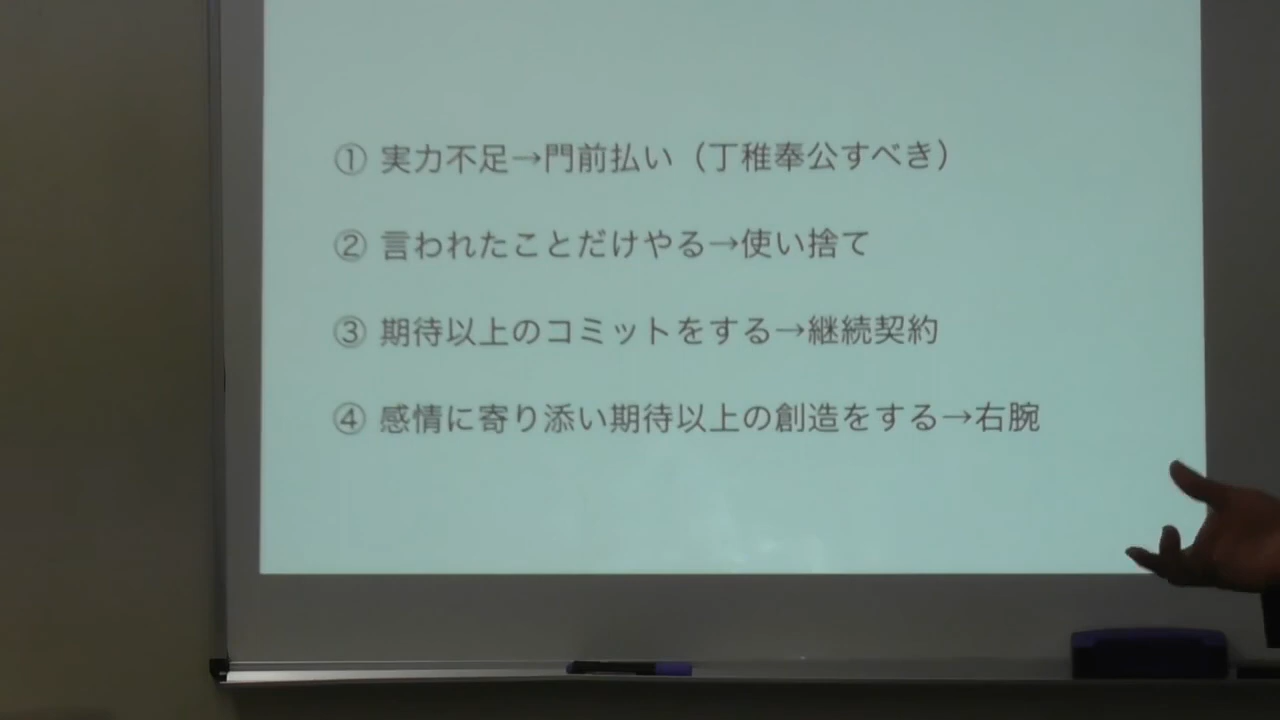 ① 実力不足→門前払い（丁稚奉公すべき）
② 言われたことだけやる→使い捨て
③ 期待以上のコミットをする→継続契約
④ 感情に寄り添い期待以上の創造をする→右腕